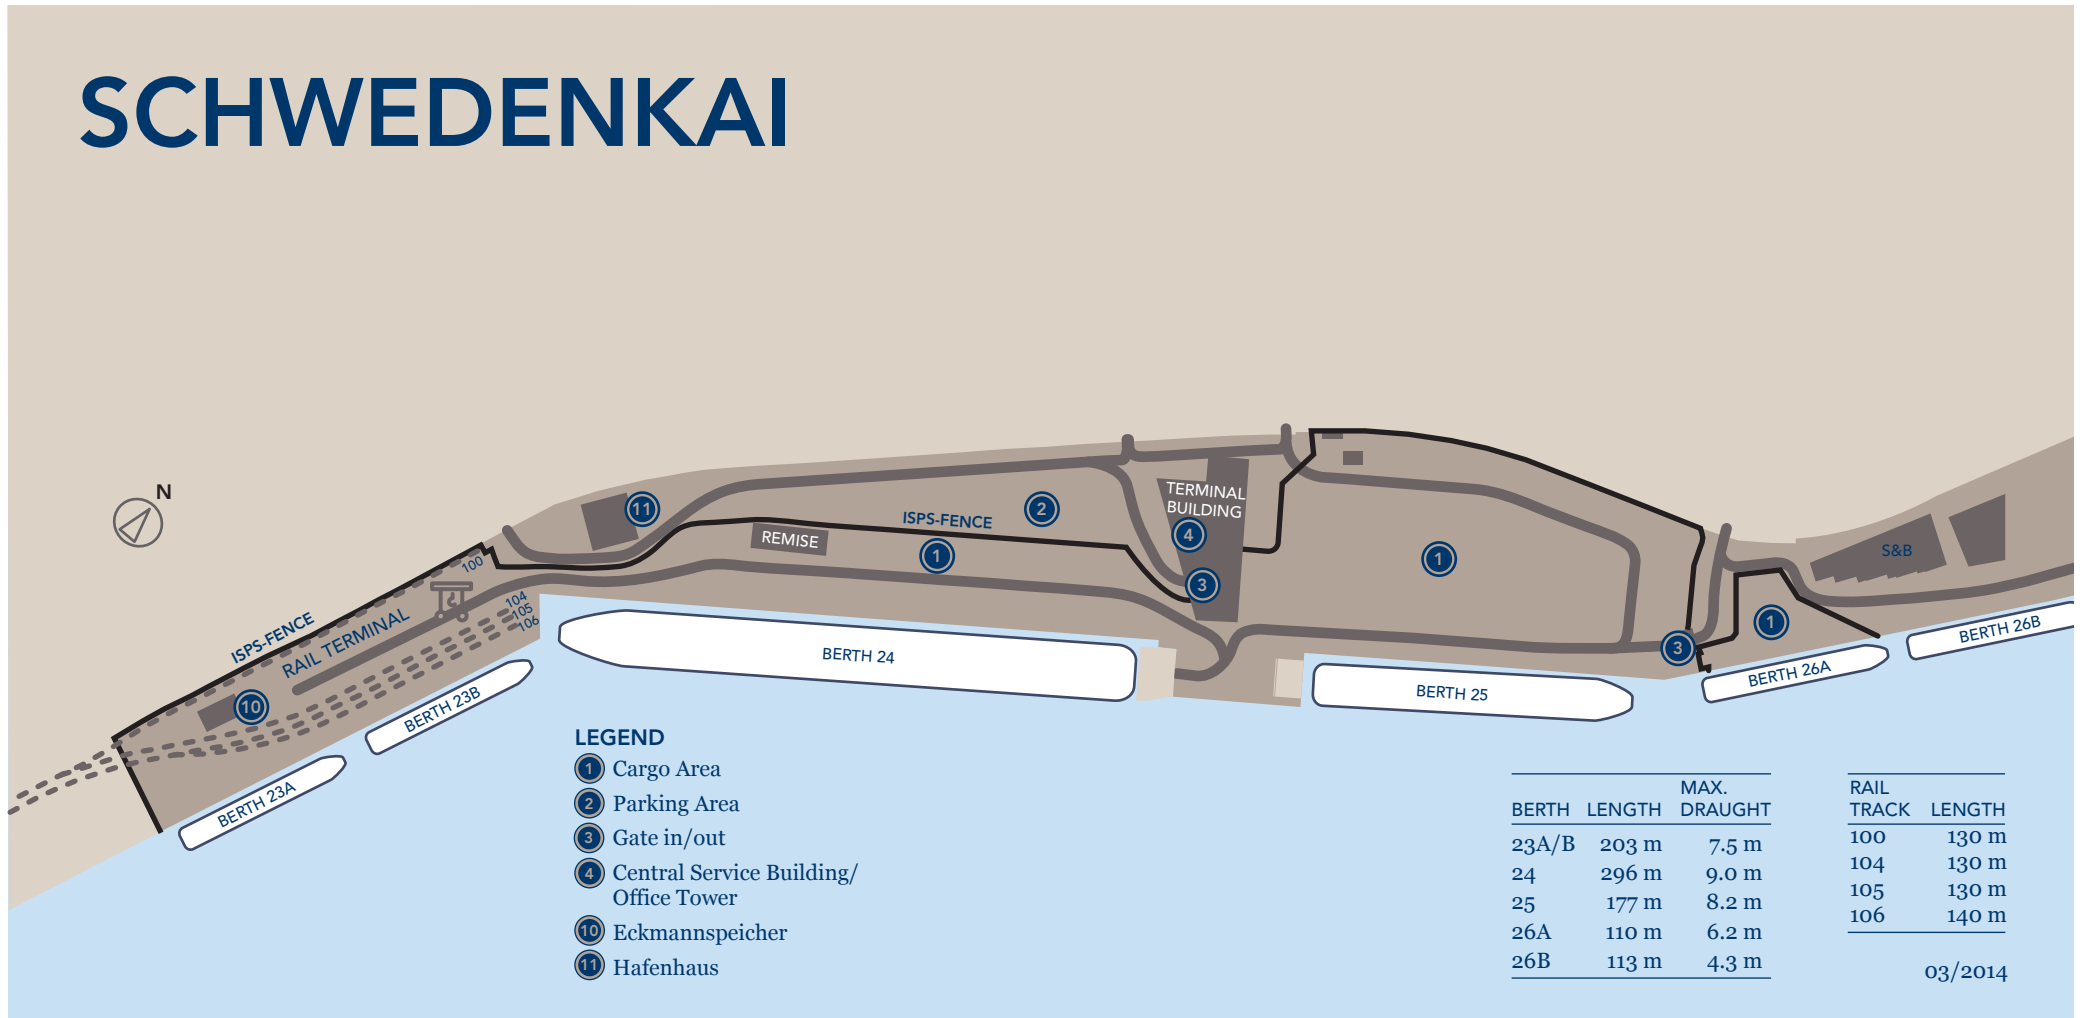 SCHWEDENKAI
N
ISPS-FENCE
RAIL TERMINAL
100
104
105
106
10
11
REMISE
ISPS-FENCE
1
2
TERMINAL
BUILDING
4
3
1
3
1
S&B
BERTH 23A
BERTH 23B
BERTH 24
BERTH 25
BERTH 26A
BERTH 26B
LEGEND
1 Cargo Area
2 Parking Area
3 Gate in/out
4 Central Service Building/
Office Tower
10 Eckmannspeicher
11 Hafenhaus
MAX.
BERTH LENGTH DRAUGHT
23A/B 203 m 7.5 m
24 296 m 9.0 m
25 177 m 8.2 m
26A 110 m 6.2 m
26B 113 m 4.3 m
RAIL
TRACK LENGTH
100 130 m
104 130 m
105 130 m
106 140 m
03/2014